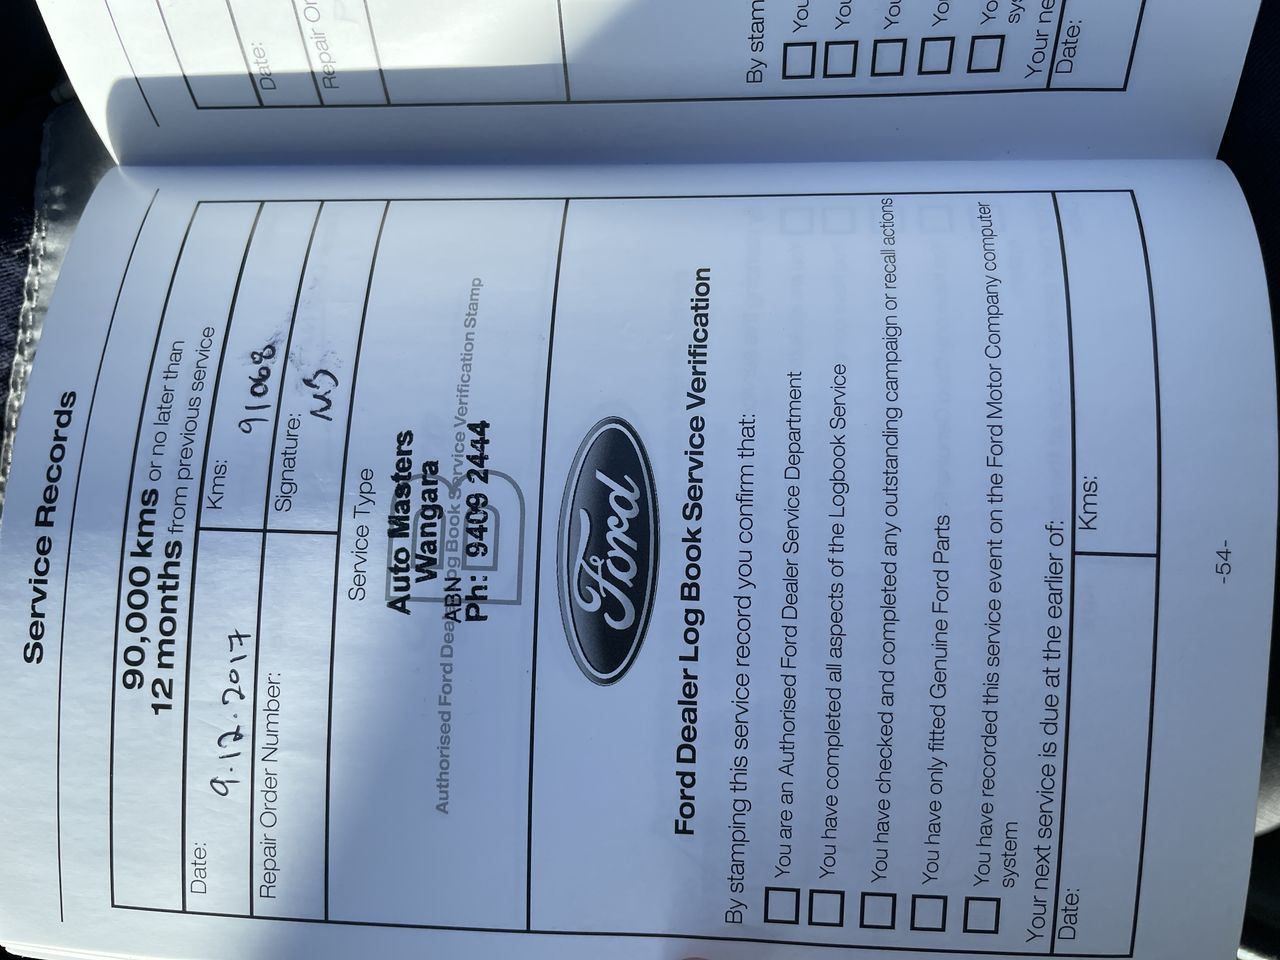 Service Records
90,000 kms or no later than
12 months from previous service
Date: 9.12.2017
Kms: 91068
Repair Order Number:
Signature: NS
Service Type
Auto Masters
Wangara
ABN
Ph: 9409 2444
Authorised Ford Dealer Log Book Service Verification Stamp
Ford
Ford Dealer Log Book Service Verification
By stamping this service record you confirm that:
You are an Authorised Ford Dealer Service Department
You have completed all aspects of the Logbook Service
You have checked and completed any outstanding campaign or recall actions
You have only fitted Genuine Ford Parts
You have recorded this service event on the Ford Motor Company computer
system
Your next service is due at the earlier of:
Date:
Kms:
-54-
Date:
Repair Or
By stam
You
You
You
Yo
Yo
sys
Your ne
Date: